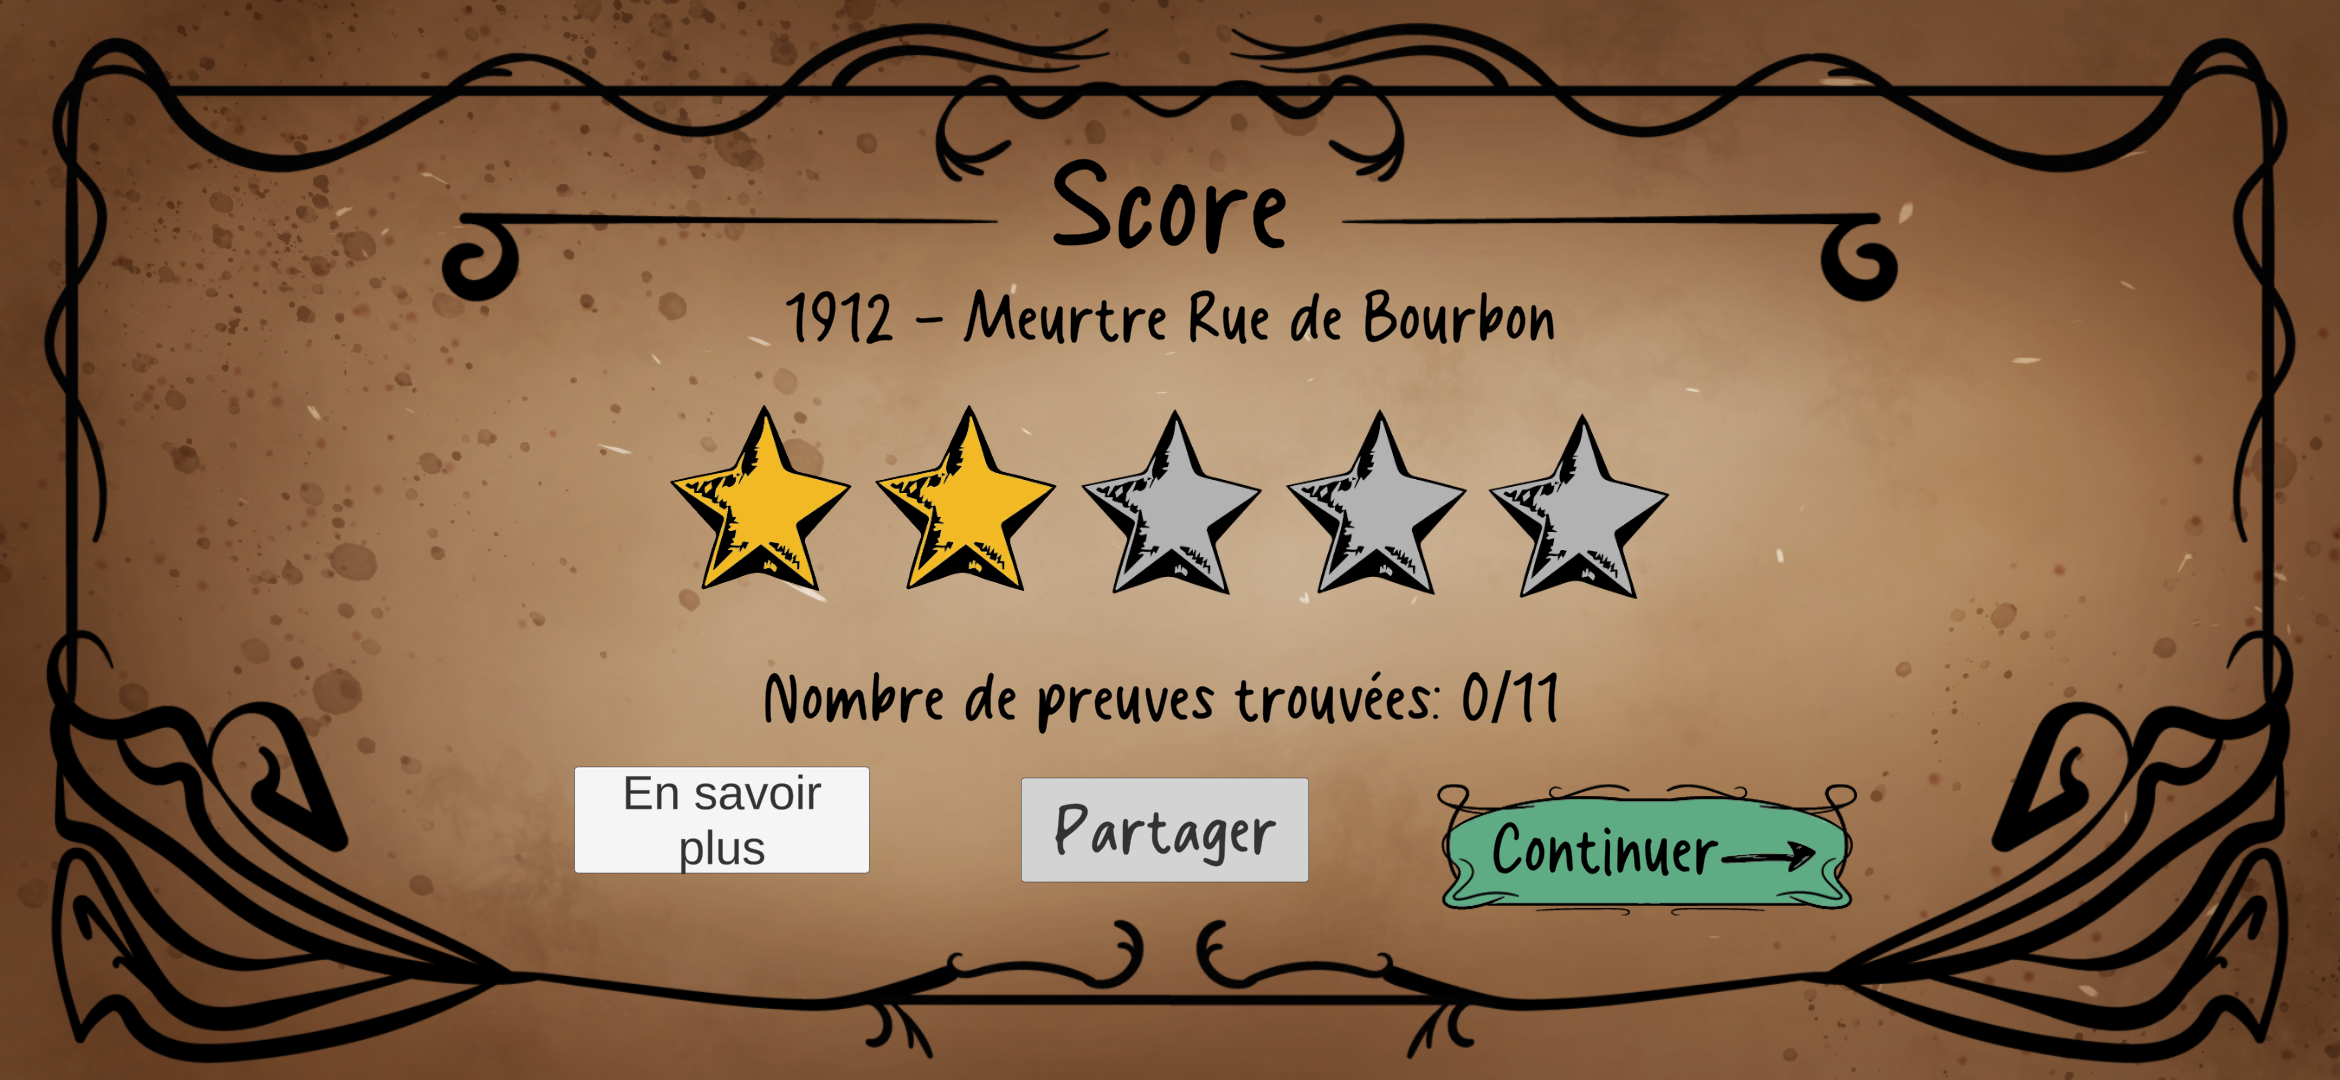 Score
1912 - Meurtre Rue de Bourbon
Nombre de preuves trouvées: 0/11
En savoir
plus
Partager
Continuer